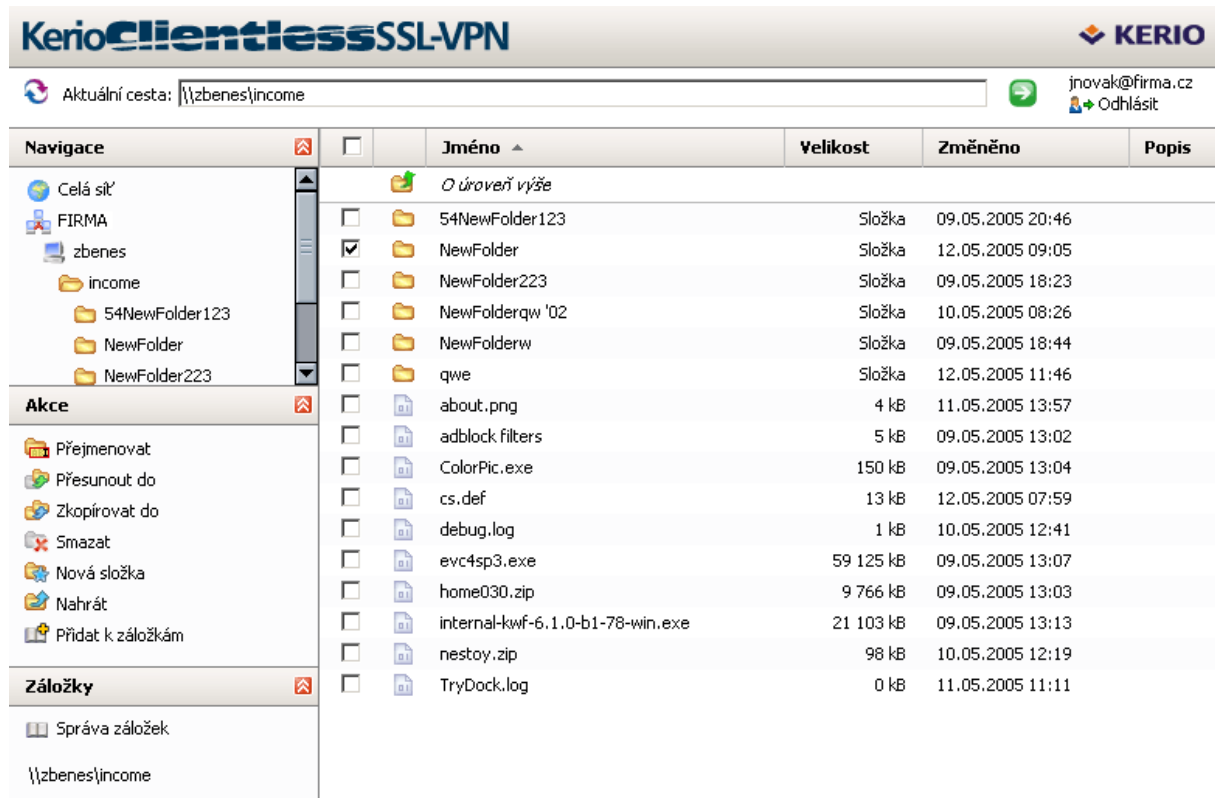 KerioClientlessSSL-VPN
KERIO
Aktuální cesta: \\zbenes\income
jnovak@firma.cz
Odhlásit
Navigace
Celá síť
FIRMA
zbenes
income
54NewFolder123
NewFolder
NewFolder223
Akce
Přejmenovat
Přesunout do
Zkopírovat do
Smazat
Nová složka
Nahrát
Přidat k záložkám
Záložky
Správa záložek
\\zbenes\income
Jméno Velikost Změněno Popis
O úroveň výše
54NewFolder123 Složka 09.05.2005 20:46
NewFolder Složka 12.05.2005 09:05
NewFolder223 Složka 09.05.2005 18:23
NewFolderqw '02 Složka 10.05.2005 08:26
NewFolderw Složka 09.05.2005 18:44
qwe Složka 12.05.2005 11:46
about.png 4 kB 11.05.2005 13:57
adblock filters 5 kB 09.05.2005 13:02
ColorPic.exe 150 kB 09.05.2005 13:04
cs.def 13 kB 12.05.2005 07:59
debug.log 1 kB 10.05.2005 12:41
evc4sp3.exe 59 125 kB 09.05.2005 13:07
home030.zip 9 766 kB 09.05.2005 13:03
internal-kwf-6.1.0-b1-78-win.exe 21 103 kB 09.05.2005 13:13
nestoy.zip 98 kB 10.05.2005 12:19
TryDock.log 0 kB 11.05.2005 11:11